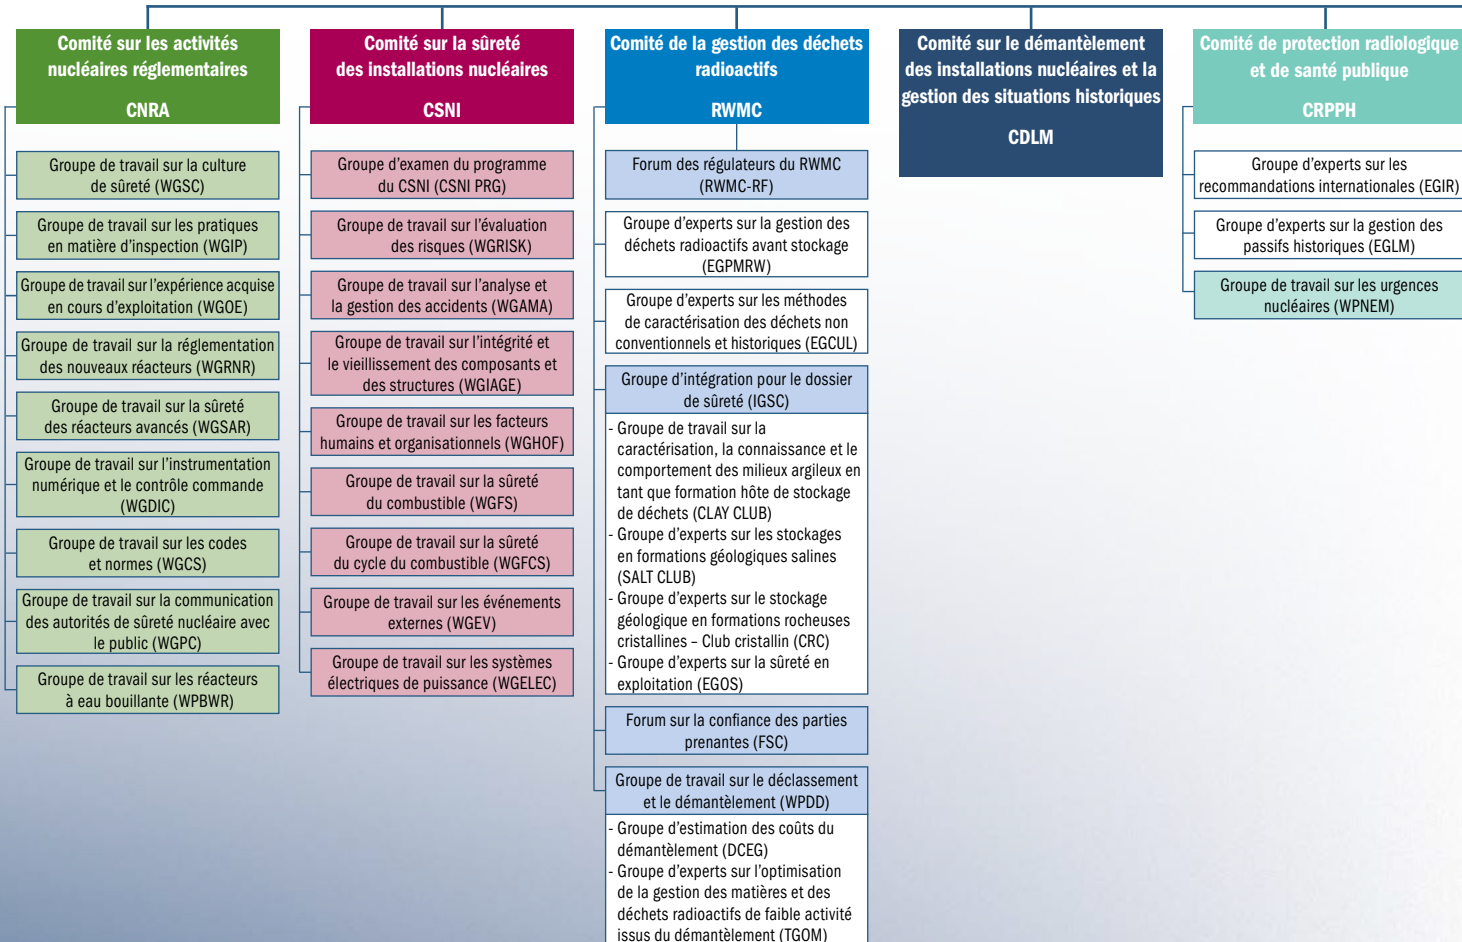 Comité sur les activités
nucléaires réglementaires
CNRA
Groupe de travail sur la culture
de sûreté (WGSC)
Groupe de travail sur les pratiques
en matière d'inspection (WGIP)
Groupe de travail sur l'expérience acquise
en cours d'exploitation (WGOE)
Groupe de travail sur la réglementation
des nouveaux réacteurs (WGRNR)
Groupe de travail sur la sûreté
des réacteurs avancés (WGSAR)
Groupe de travail sur l'instrumentation
numérique et le contrôle commande
(WGDIC)
Groupe de travail sur les codes
et normes (WGCS)
Groupe de travail sur la communication
des autorités de sûreté nucléaire avec
le public (WGPC)
Groupe de travail sur les réacteurs
à eau bouillante (WPBWR)
Comité sur la sûreté
des installations nucléaires
CSNI
Groupe d'examen du programme
du CSNI (CSNI PRG)
Groupe de travail sur l'évaluation
des risques (WGRISK)
Groupe de travail sur l'analyse et
la gestion des accidents (WGAMA)
Groupe de travail sur l'intégrité et
le vieillissement des composants et
des structures (WGIAGE)
Groupe de travail sur les facteurs
humains et organisationnels (WGHOF)
Groupe de travail sur la sûreté
du combustible (WGFS)
Groupe de travail sur la sûreté
du cycle du combustible (WGFCS)
Groupe de travail sur les événements
externes (WGEV)
Groupe de travail sur les systèmes
électriques de puissance (WGELEC)
Comité de la gestion des déchets
radioactifs
RWMC
Forum des régulateurs du RWMC
(RWMC-RF)
Groupe d'experts sur la gestion des
déchets radioactifs avant stockage
(EGPMRW)
Groupe d'experts sur les méthodes
de caractérisation des déchets non
conventionnels et historiques (EGCUL)
Groupe d'intégration pour le dossier
de sûreté (IGSC)
- Groupe de travail sur la
caractérisation, la connaissance et le
comportement des milieux argileux en
tant que formation hôte de stockage
de déchets (CLAY CLUB)
- Groupe d'experts sur les stockages
en formations géologiques salines
(SALT CLUB)
- Groupe d'experts sur le stockage
géologique en formations rocheuses
cristallines – Club cristallin (CRC)
- Groupe d'experts sur la sûreté en
exploitation (EGOS)
Forum sur la confiance des parties
prenantes (FSC)
Groupe de travail sur le déclassement
et le démantèlement (WPDD)
- Groupe d'estimation des coûts du
démantèlement (DCEG)
- Groupe d'experts sur l'optimisation
de la gestion des matières et des
déchets radioactifs de faible activité
issus du démantèlement (TGOM)
Comité sur le démantèlement
des installations nucléaires et la
gestion des situations historiques
CDLM
Comité de protection radiologique
et de santé publique
CRPPH
Groupe d'experts sur les
recommandations internationales (EGIR)
Groupe d'experts sur la gestion des
passifs historiques (EGLM)
Groupe de travail sur les urgences
nucléaires (WPNEM)